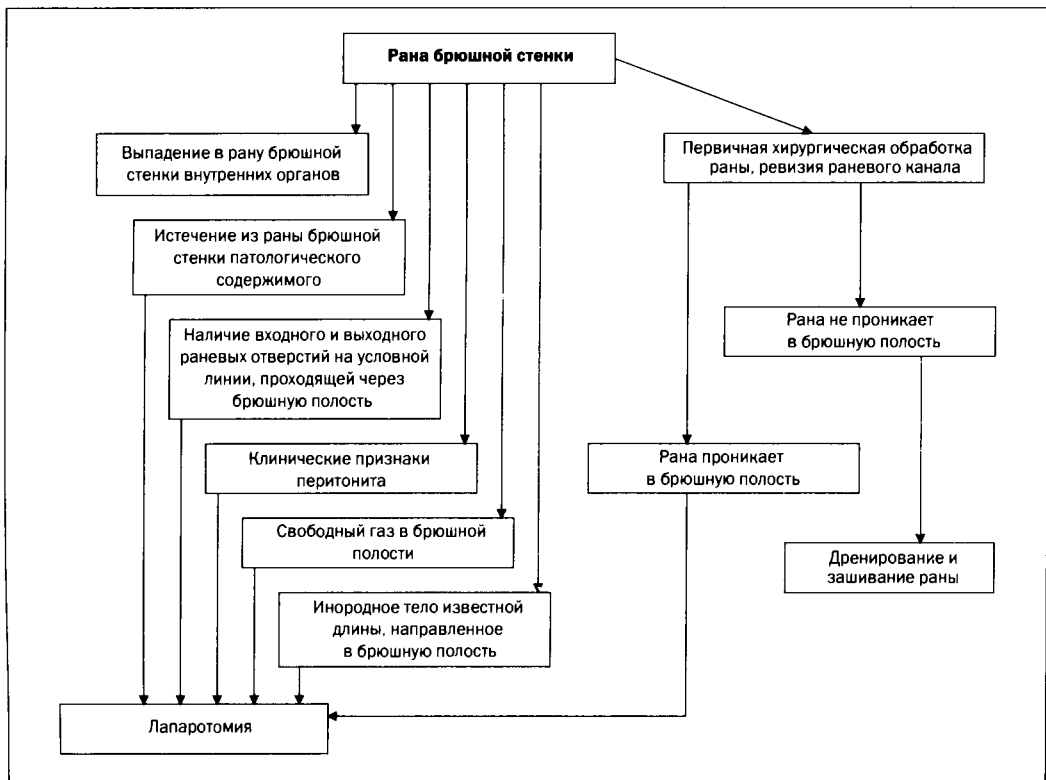 Рана брюшной стенки
Выпадение в рану брюшной
стенки внутренних органов
Первичная хирургическая обработка
раны, ревизия раневого канала
Истечение из раны брюшной
стенки патологического
содержимого
Наличие входного и выходного
раневых отверстий на условной
линии, проходящей через
брюшную полость
Рана не проникает
в брюшную полость
Клинические признаки
перитонита
Рана проникает
в брюшную полость
Свободный газ в брюшной
полости
Дренирование и
зашивание раны
Инородное тело известной
длины, направленное
в брюшную полость
Лапаротомия